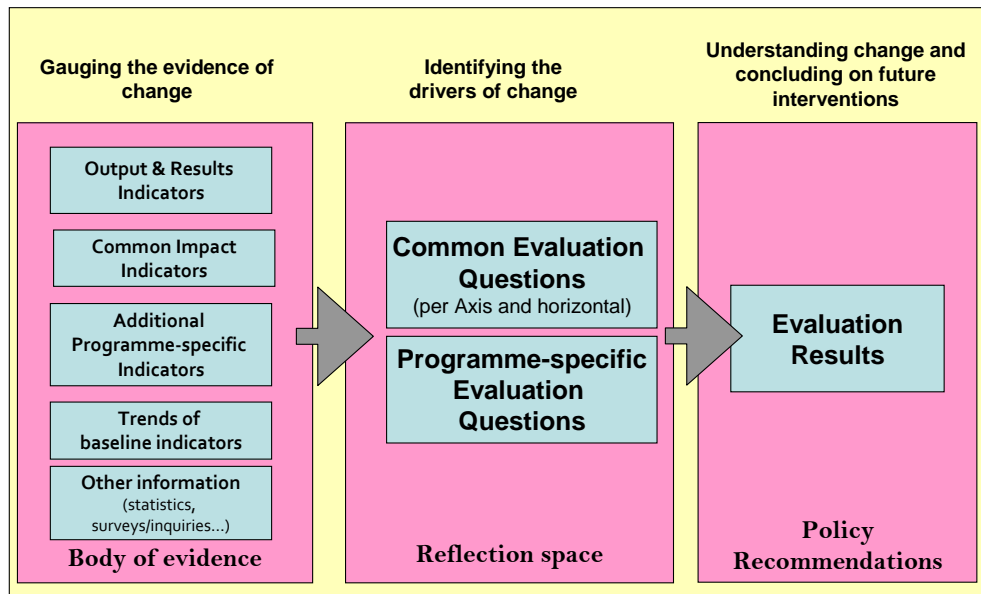 Gauging the evidence of
change
Output & Results
Indicators
Common Impact
Indicators
Additional
Programme-specific
Indicators
Trends of
baseline indicators
Other information
(statistics,
surveys/inquiries...)
Body of evidence
Identifying the
drivers of change
Common Evaluation
Questions
(per Axis and horizontal)
Programme-specific
Evaluation
Questions
Reflection space
Understanding change and
concluding on future
interventions
Evaluation
Results
Policy
Recommendations